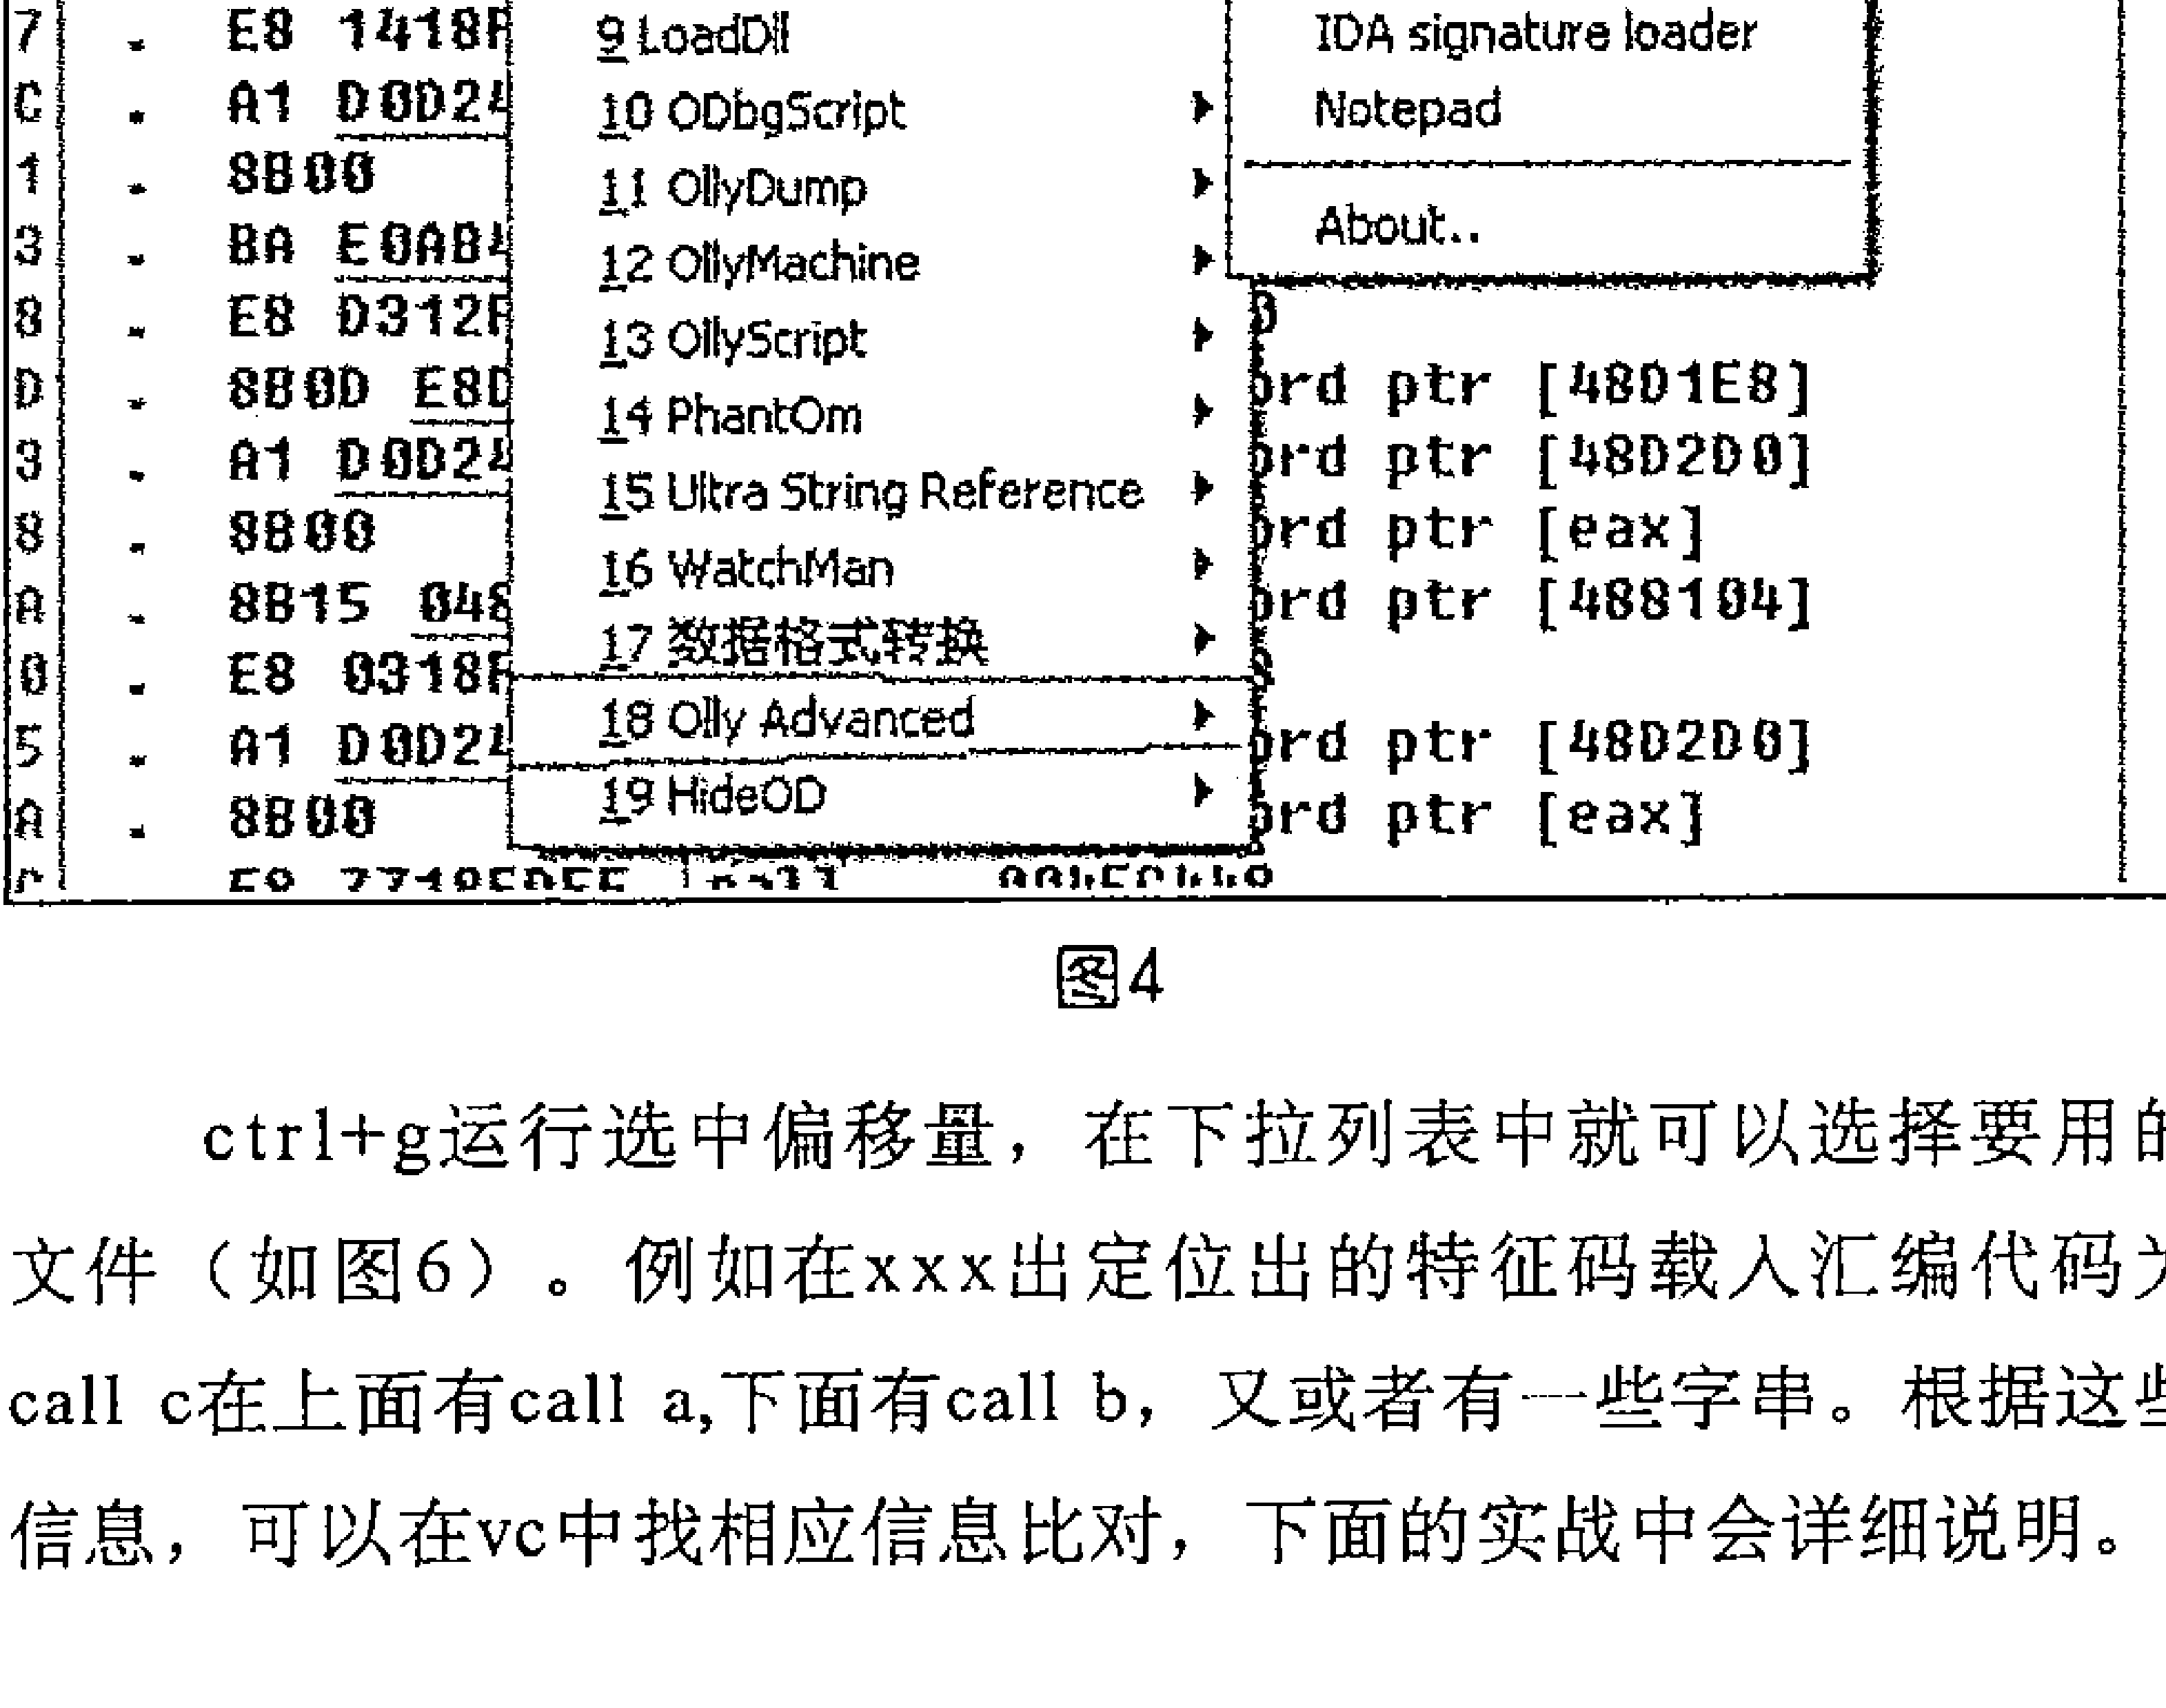 7 . E8 1418F 9 LoadDll IDA signature loader
C . A1 D0D24 10 ODbgScript Notepad
1 . 8B00 11 OllyDump
About..
3 . BA E0AB4 12 OllyMachine
8 . E8 D312F 13 OllyScript
D . 8B0D E8D 14 PhantOm ord ptr [48D1E8]
3 . A1 D0D24 15 Ultra String Reference ord ptr [48D2D0]
8 . 8B00 16 WatchMan ord ptr [eax]
A . 8B15 048 17 数据格式转换 ord ptr [488104]
0 . E8 0318F
5 . A1 D0D24 18 Olly Advanced ord ptr [48D2D0]
A . 8B00 19 HideOD ord ptr [eax]
图4
ctrl+g运行选中偏移量，在下拉列表中就可以选择要用的
文件（如图6）。例如在xxx出定位出的特征码载入汇编代码为
call c在上面有call a,下面有call b，又或者有一些字串。根据这些
信息，可以在vc中找相应信息比对，下面的实战中会详细说明。